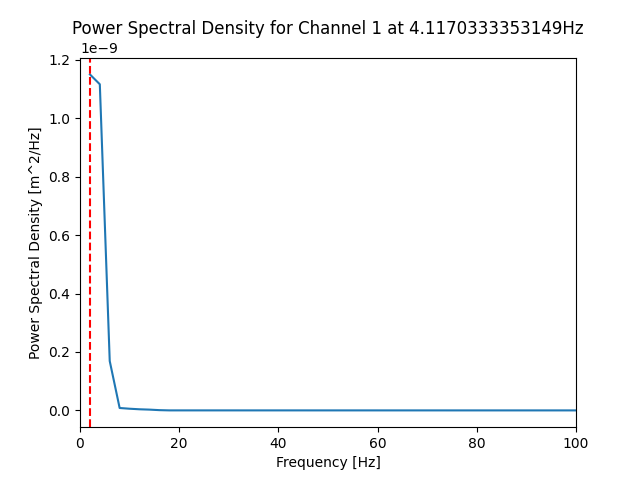 Power Spectral Density for Channel 1 at 4.1170333353149Hz
1e−9
1.2
1.0
0.8
0.6
0.4
0.2
0.0
Power Spectral Density [m^2/Hz]
0 20 40 60 80 100
Frequency [Hz]